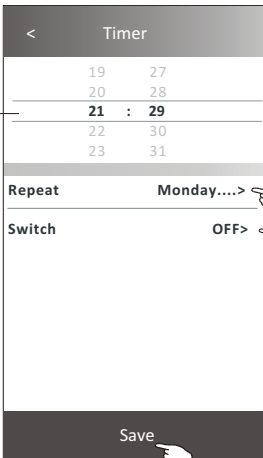 < Timer
19 27
20 28
21 : 29
22 30
23 31
Repeat Monday....>
Switch OFF>
Save